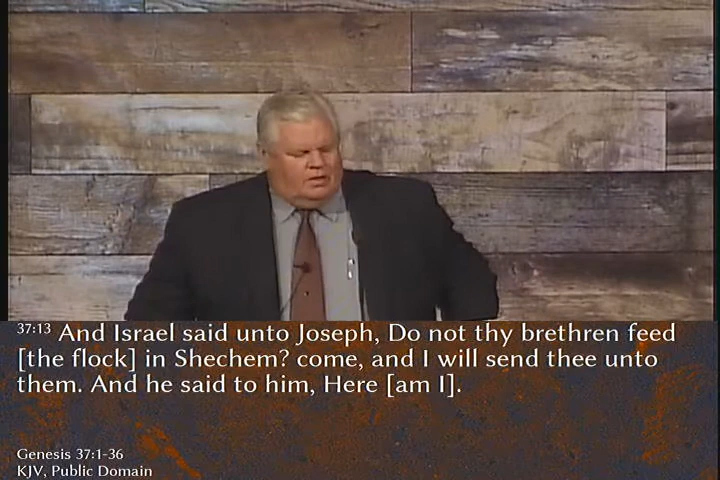 37:13 And Israel said unto Joseph, Do not thy brethren feed
[the flock] in Shechem? come, and I will send thee unto
them. And he said to him, Here [am I].
Genesis 37:1-36
KJV, Public Domain